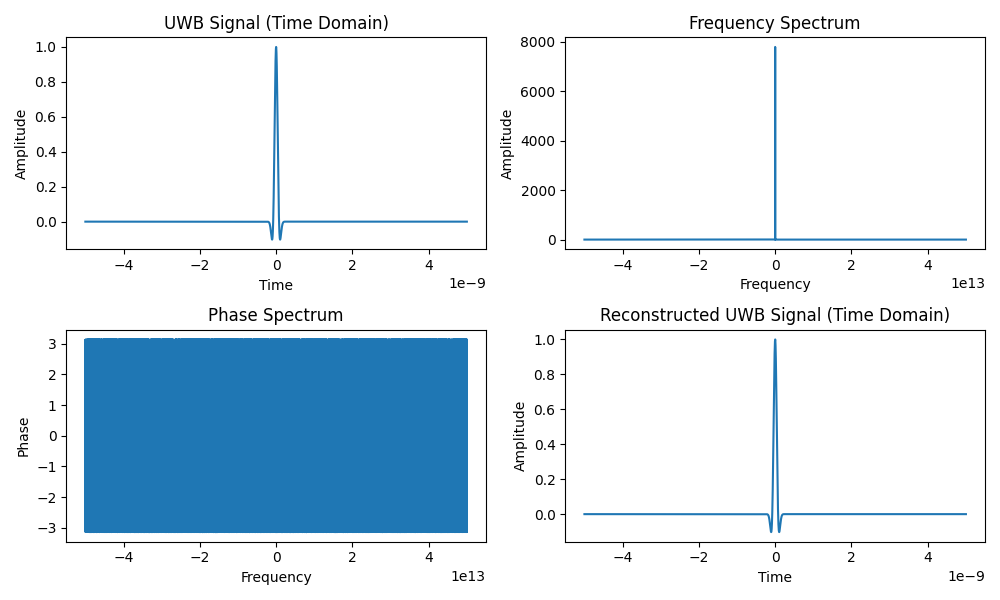 UWB Signal (Time Domain)
1.0
0.8
0.6
0.4
0.2
0.0
Amplitude
−4 −2 0 2 4
1e−9
Time
Frequency Spectrum
8000
6000
4000
2000
0
Amplitude
−4 −2 0 2 4
1e13
Frequency
Phase Spectrum
3
2
1
0
−1
−2
−3
Phase
−4 −2 0 2 4
1e13
Frequency
Reconstructed UWB Signal (Time Domain)
1.0
0.8
0.6
0.4
0.2
0.0
Amplitude
−4 −2 0 2 4
1e−9
Time